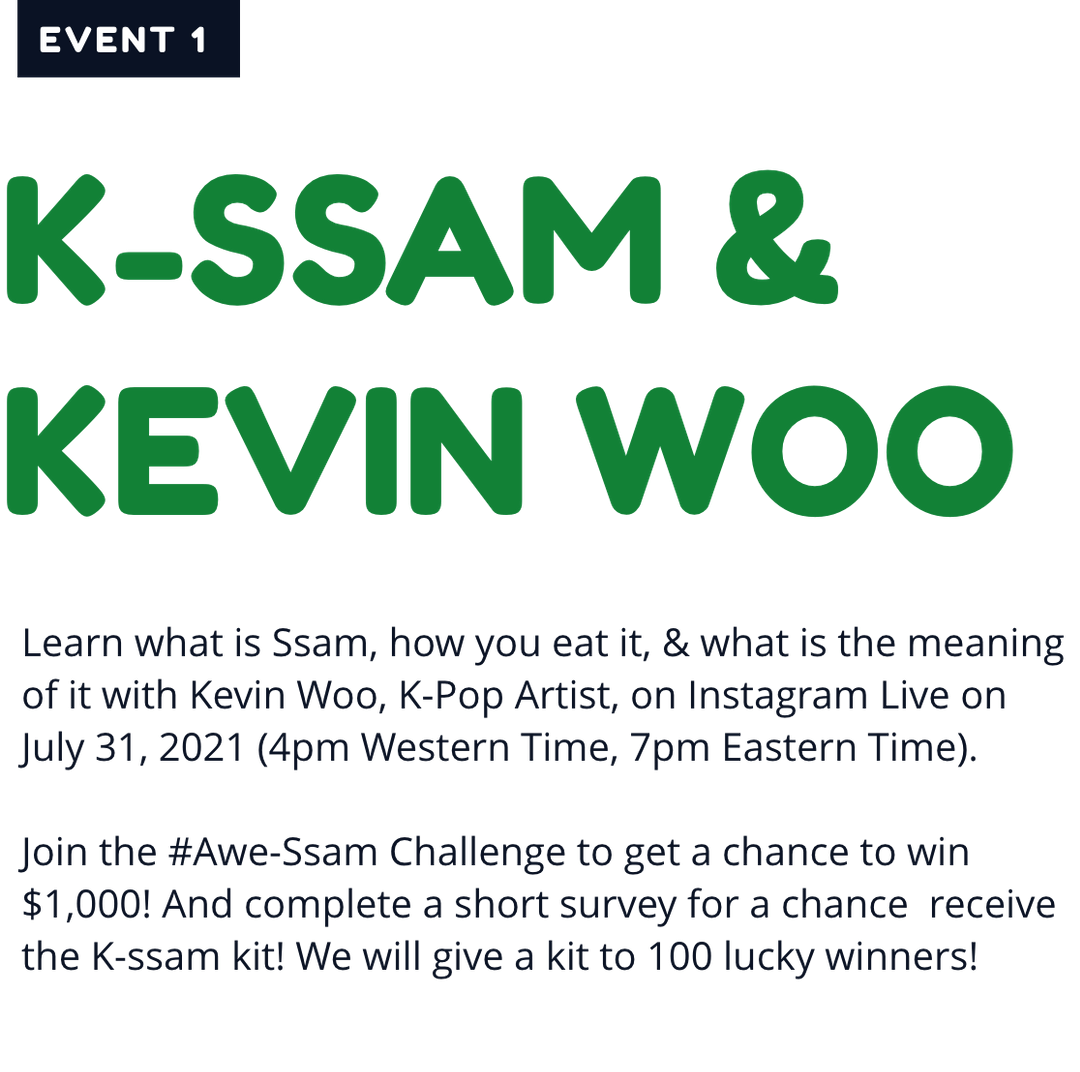 EVENT 1
K-SSAM &
KEVIN WOO
Learn what is Ssam, how you eat it, & what is the meaning
of it with Kevin Woo, K-Pop Artist, on Instagram Live on
July 31, 2021 (4pm Western Time, 7pm Eastern Time).
Join the #Awe-Ssam Challenge to get a chance to win
$1,000! And complete a short survey for a chance  receive
the K-ssam kit! We will give a kit to 100 lucky winners!